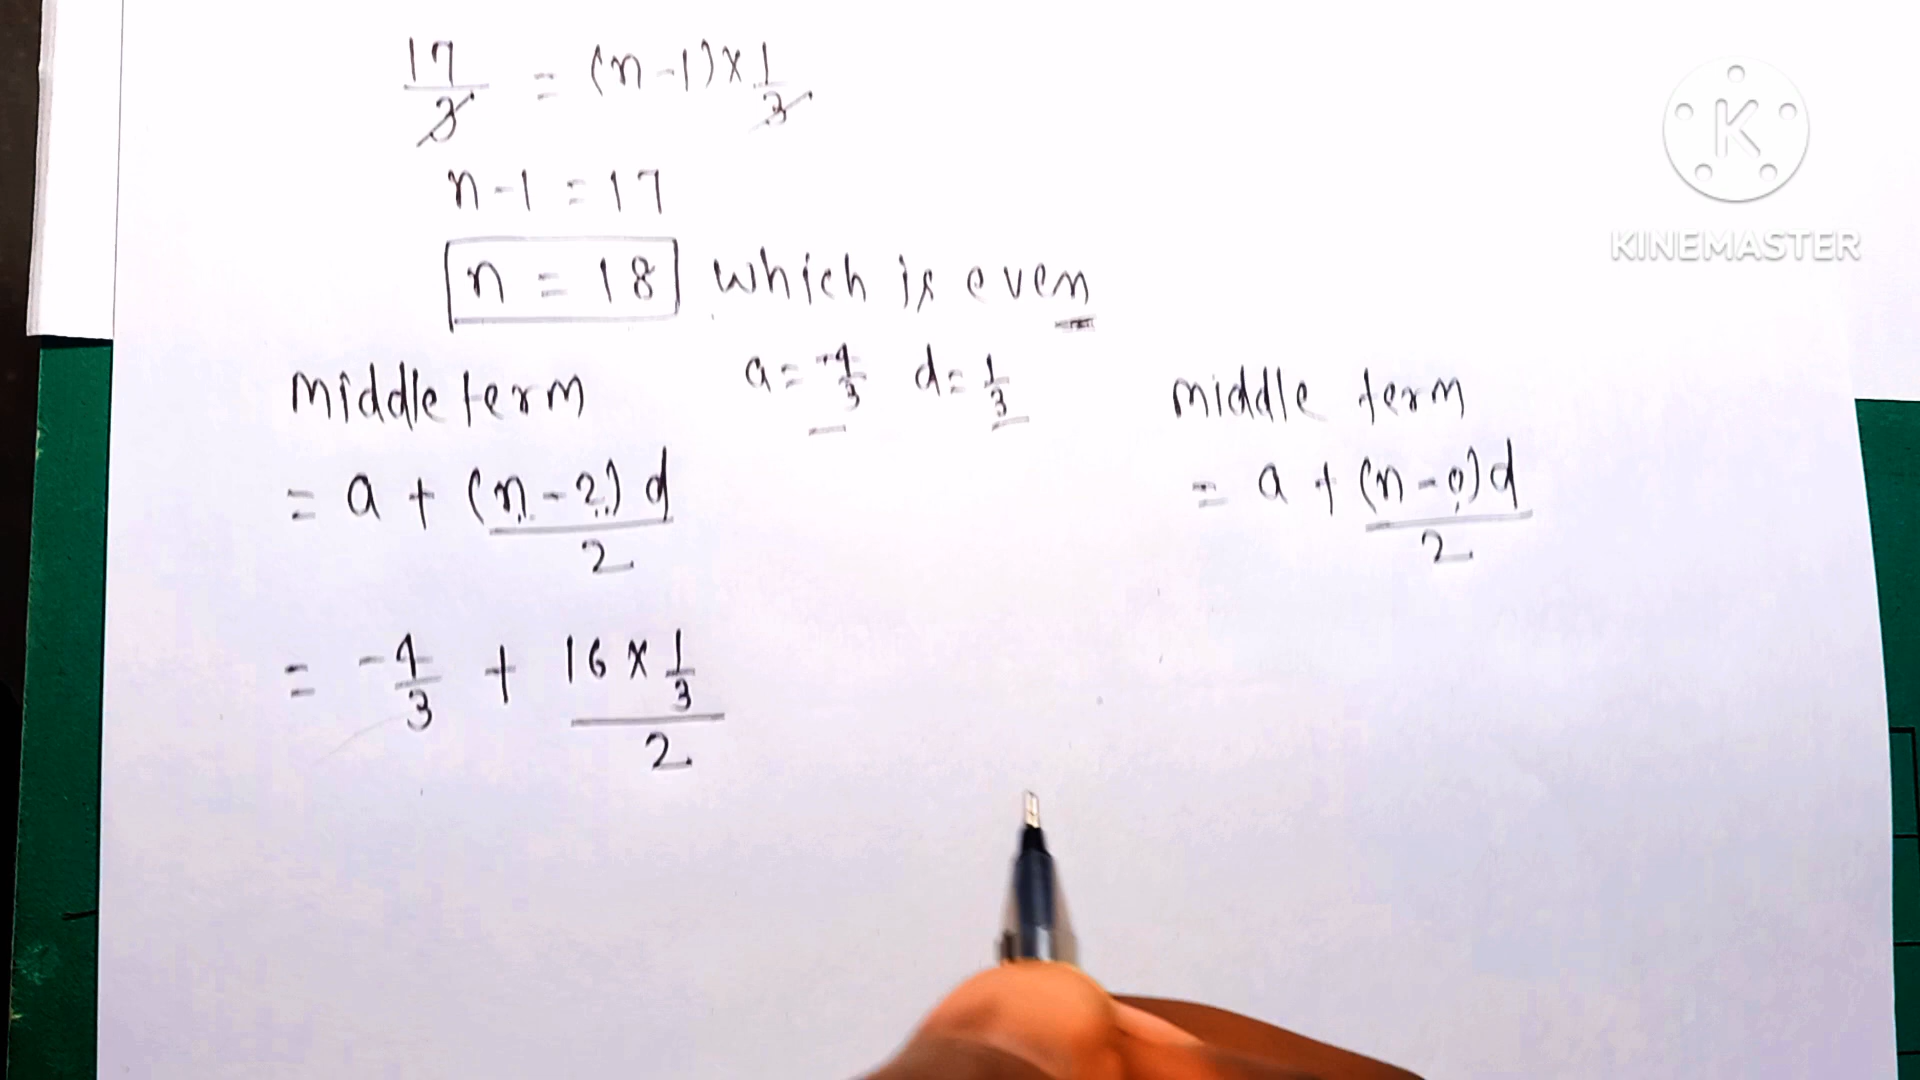 17/3 = (n-1)×1/3
n-1 = 17
n = 18 which is even
a = -4/3 d = 1/3
middle term
= a + (n-2)d/2
= -4/3 + 16×1/3/2
middle term
= a + (n-0)d/2
K
KINEMASTER